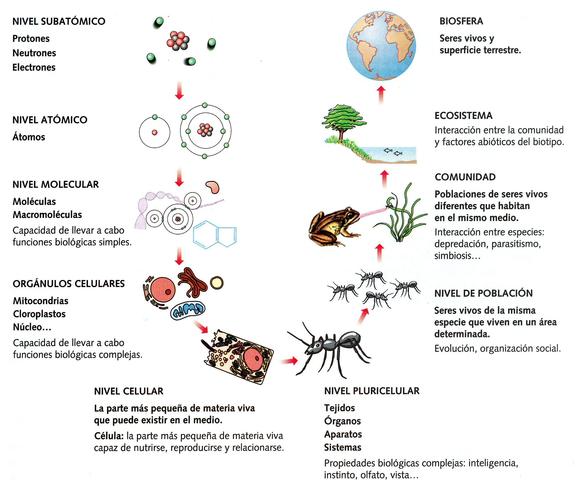 NIVEL SUBATÓMICO
Protones
Neutrones
Electrones
NIVEL ATÓMICO
Átomos
NIVEL MOLECULAR
Moléculas
Macromoléculas
Capacidad de llevar a cabo
funciones biológicas simples.
ORGÁNULOS CELULARES
Mitocondrias
Cloroplastos
Núcleo...
Capacidad de llevar a cabo
funciones biológicas complejas.
NIVEL CELULAR
La parte más pequeña de materia viva
que puede existir en el medio.
Célula: la parte más pequeña de materia viva
capaz de nutrirse, reproducirse y relacionarse.
NIVEL PLURICELULAR
Tejidos
Órganos
Aparatos
Sistemas
Propiedades biológicas complejas: inteligencia,
instinto, olfato, vista...
NIVEL DE POBLACIÓN
Seres vivos de la misma
especie que viven en un área
determinada.
Evolución, organización social.
COMUNIDAD
Poblaciones de seres vivos
diferentes que habitan
en el mismo medio.
Interacción entre especies:
depredación, parasitismo,
simbiosis...
ECOSISTEMA
Interacción entre la comunidad
y factores abióticos del biotipo.
BIOSFERA
Seres vivos y
superficie terrestre.